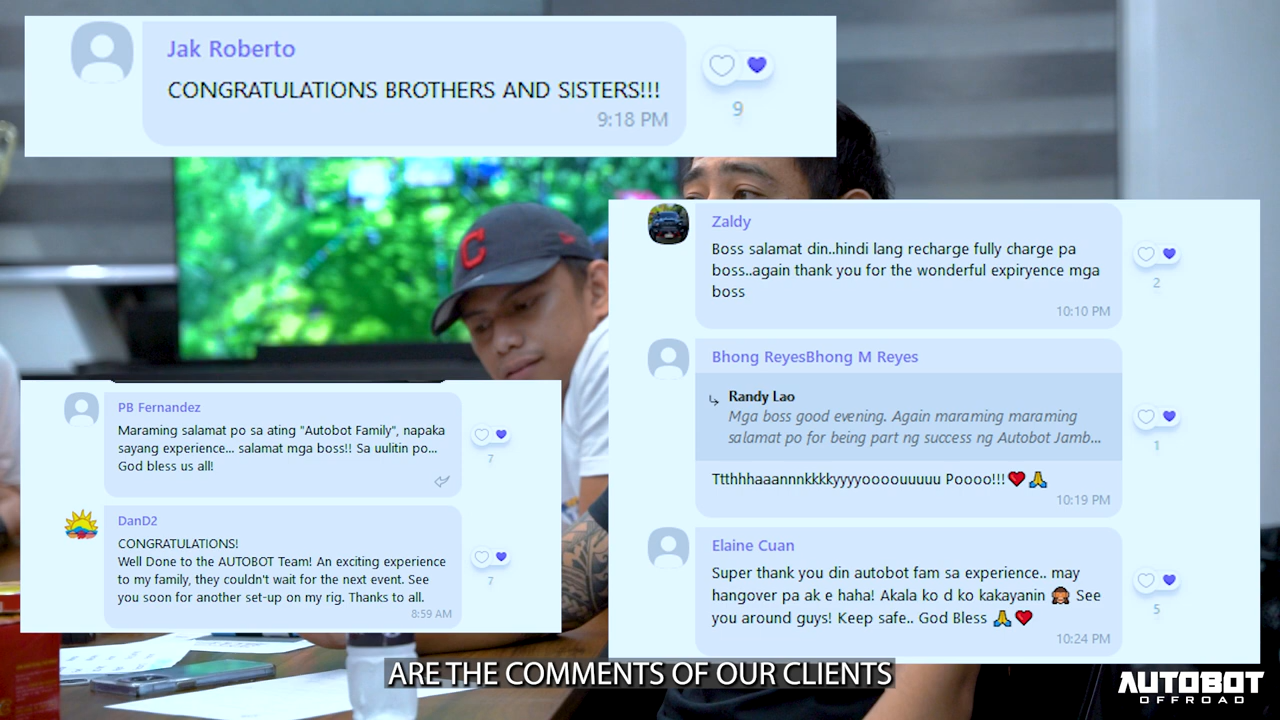 Jak Roberto
CONGRATULATIONS BROTHERS AND SISTERS!!!
9:18 PM
9
Zaldy
Boss salamat din..hindi lang recharge fully charge pa
boss..again thank you for the wonderful expiryence mga
boss
10:10 PM
2
Bhong ReyesBhong M Reyes
Randy Lao
Mga boss good evening. Again maraming maraming
salamat po for being part ng success ng Autobot Jamb...
Ttthhhaaannnkkkkyyyyoooouuuuu Poooo!!!❤️🙏
10:19 PM
1
Elaine Cuan
Super thank you din autobot fam sa experience.. may
hangover pa ak e haha! Akala ko d ko kakayanin 🙈 See
you around guys! Keep safe.. God Bless 🙏❤️
10:24 PM
5
PB Fernandez
Maraming salamat po sa ating "Autobot Family", napaka
sayang experience... salamat mga boss!! Sa uulitin po...
God bless us all!
7
DanD2
CONGRATULATIONS!
Well Done to the AUTOBOT Team! An exciting experience
to my family, they couldn't wait for the next event. See
you soon for another set-up on my rig. Thanks to all.
8:59 AM
7
C
ARE THE COMMENTS OF OUR CLIENTS
AUTOBOT
OFFROAD